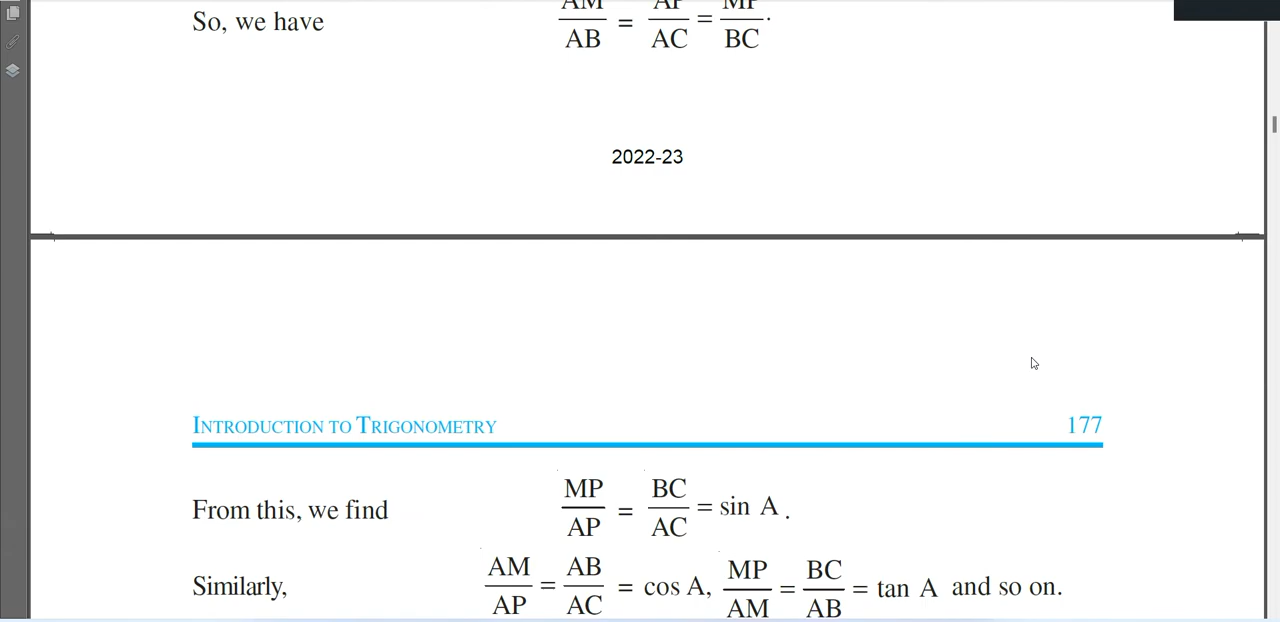 So, we have AM/AB = AP/AC = MP/BC.
2022-23
INTRODUCTION TO TRIGONOMETRY 177
From this, we find MP/AP = BC/AC = sin A .
Similarly, AM/AP = AB/AC = cos A, MP/AM = BC/AB = tan A and so on.